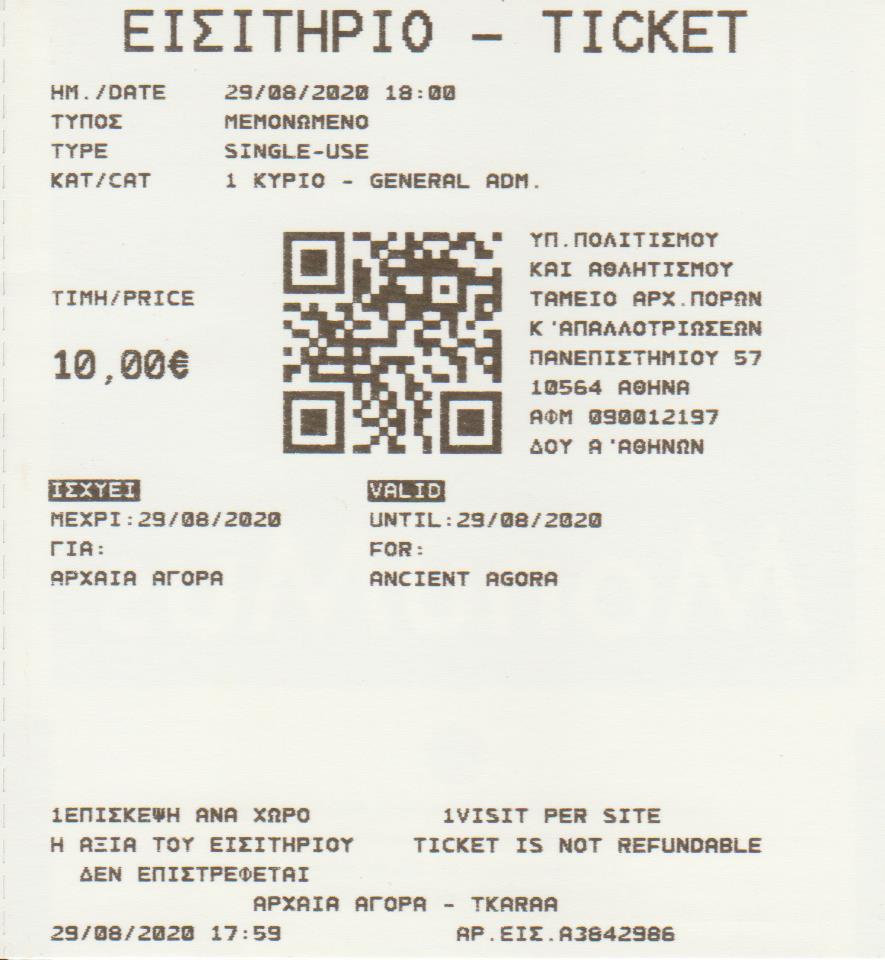 ΕΙΣΙΤΗΡΙΟ - TICKET
ΗΜ./DATE 29/08/2020 18:00
ΤΥΠΟΣ ΜΕΜΟΝΩΜΕΝΟ
TYPE SINGLE-USE
ΚΑΤ/CAT 1 ΚΥΡΙΟ - GENERAL ADM.
ΥΠ.ΠΟΛΙΤΙΣΜΟΥ
ΚΑΙ ΑΘΛΗΤΙΣΜΟΥ
ΤΙΜΗ/PRICE ΤΑΜΕΙΟ ΑΡΧ.ΠΟΡΩΝ
Κ'ΑΠΑΛΛΟΤΡΙΩΣΕΩΝ
10,00€ ΠΑΝΕΠΙΣΤΗΜΙΟΥ 57
10564 ΑΘΗΝΑ
ΑΦΜ 090012197
ΔΟΥ Α'ΑΘΗΝΩΝ
ΙΣΧΥΕΙ VALID
ΜΕΧΡΙ:29/08/2020 UNTIL:29/08/2020
ΓΙΑ: FOR:
ΑΡΧΑΙΑ ΑΓΟΡΑ ANCIENT AGORA
1ΕΠΙΣΚΕΨΗ ΑΝΑ ΧΩΡΟ 1VISIT PER SITE
Η ΑΞΙΑ ΤΟΥ ΕΙΣΙΤΗΡΙΟΥ TICKET IS NOT REFUNDABLE
ΔΕΝ ΕΠΙΣΤΡΕΦΕΤΑΙ
ΑΡΧΑΙΑ ΑΓΟΡΑ - TKARAA
29/08/2020 17:59 ΑΡ.ΕΙΣ.A3842986